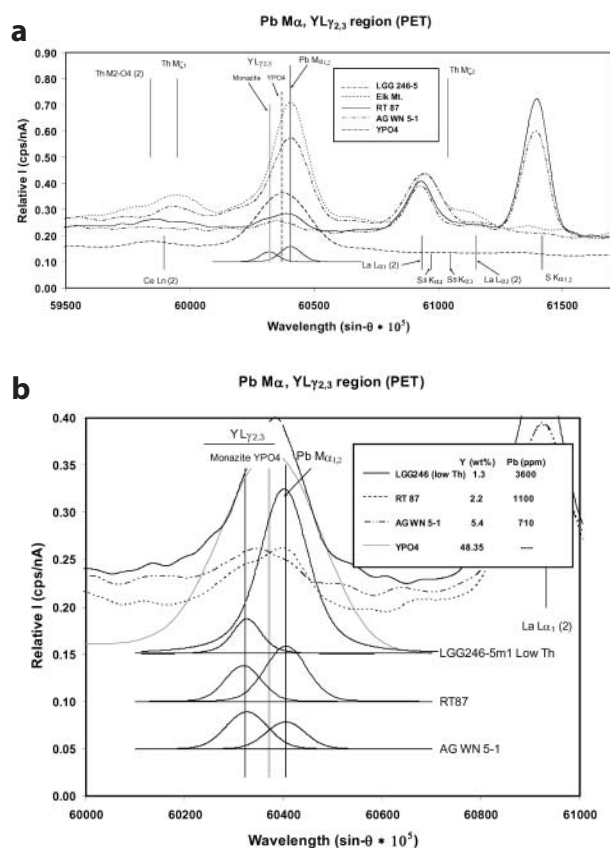 a
Pb Mα, YLγ2,3 region (PET)
Relative I (cps/nA)
0.90
0.80
0.70
0.60
0.50
0.40
0.30
0.20
0.10
0.00
Th M2-O4 (2)
Th Mζ1
Y Lγ2,3
Monazite YPO4
Pb Mα1,2
LGG 246-5
Elk Mt.
RT 87
AG WN 5-1
YPO4
Th Mζ2
Ce Ln (2)
La Lα1 (2)
La Lα2 (2)
S Kα1,2
59500 60000 60500 61000 61500
Wavelength (sin-θ • 10⁵)
b
Pb Mα, YLγ2,3 region (PET)
Relative I (cps/nA)
0.40
0.35
0.30
0.25
0.20
0.15
0.10
0.05
0.00
Y Lγ2,3
Monazite YPO4
Pb Mα1,2
Y (wt%) Pb (ppm)
LGG246 (low Th) 1.3 3600
RT 87 2.2 1100
AG WN 5-1 5.4 710
YPO4 48.35 ----
La Lα1 (2)
LGG246-5m1 Low Th
RT87
AG WN 5-1
60000 60200 60400 60600 60800 61000
Wavelength (sin-θ • 10⁵)